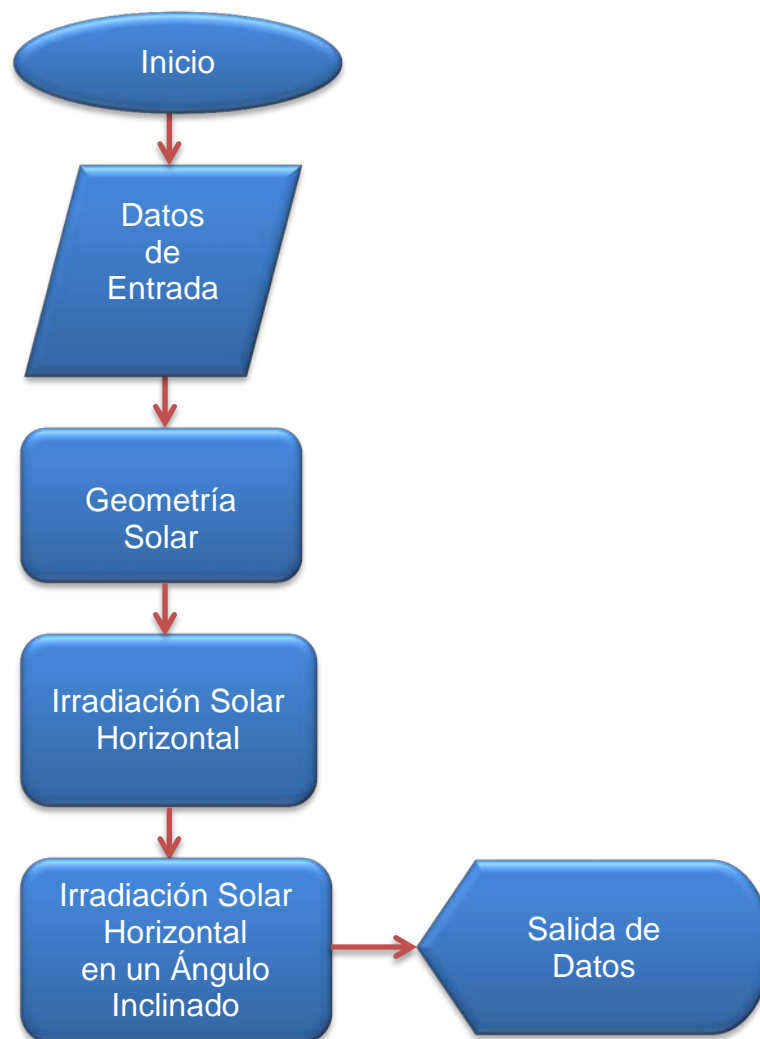 Inicio
Datos
de
Entrada
Geometría
Solar
Irradiación Solar
Horizontal
Irradiación Solar
Horizontal
en un Ángulo
Inclinado
Salida de
Datos